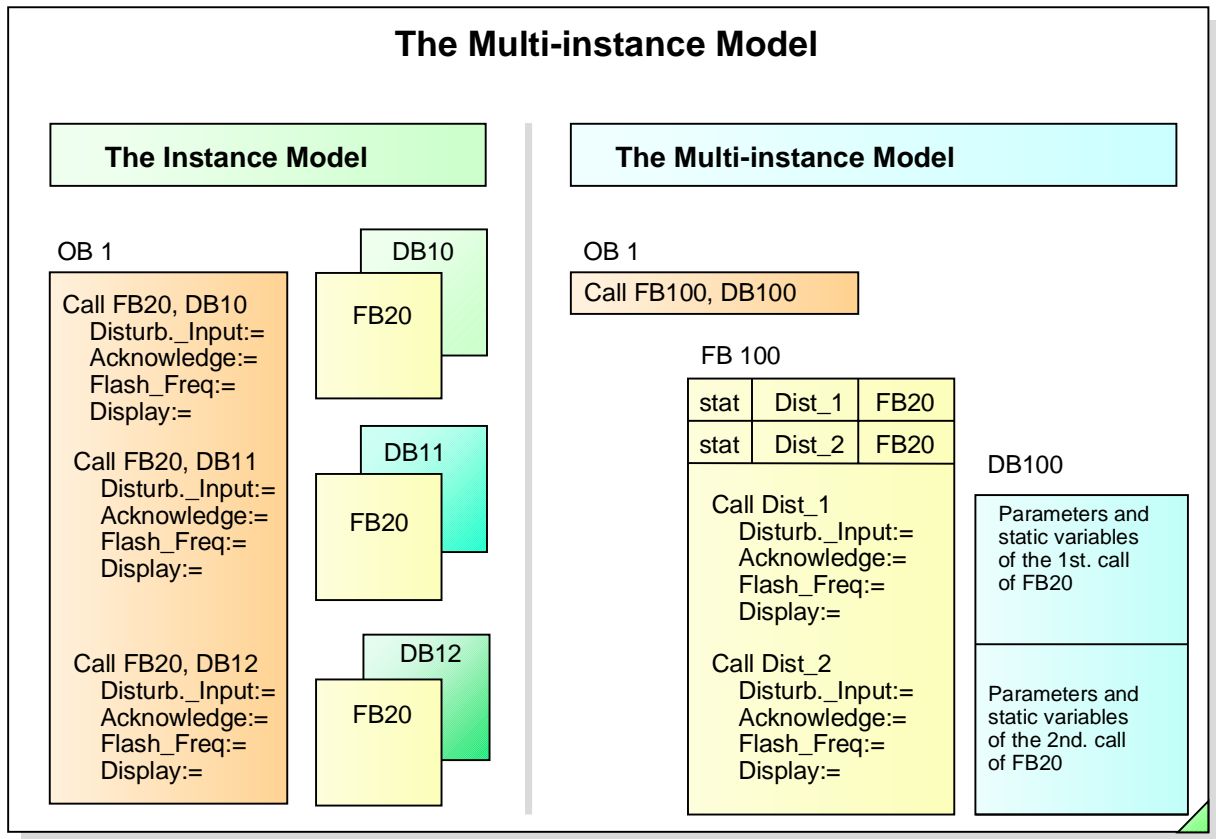 The Multi-instance Model
The Instance Model
OB 1
Call FB20, DB10
Disturb._Input:=
Acknowledge:=
Flash_Freq:=
Display:=
Call FB20, DB11
Disturb._Input:=
Acknowledge:=
Flash_Freq:=
Display:=
Call FB20, DB12
Disturb._Input:=
Acknowledge:=
Flash_Freq:=
Display:=
DB10
FB20
DB11
FB20
DB12
FB20
The Multi-instance Model
OB 1
Call FB100, DB100
FB 100
stat Dist_1 FB20
stat Dist_2 FB20
Call Dist_1
Disturb._Input:=
Acknowledge:=
Flash_Freq:=
Display:=
Call Dist_2
Disturb._Input:=
Acknowledge:=
Flash_Freq:=
Display:=
DB100
Parameters and
static variables
of the 1st. call
of FB20
Parameters and
static variables
of the 2nd. call
of FB20